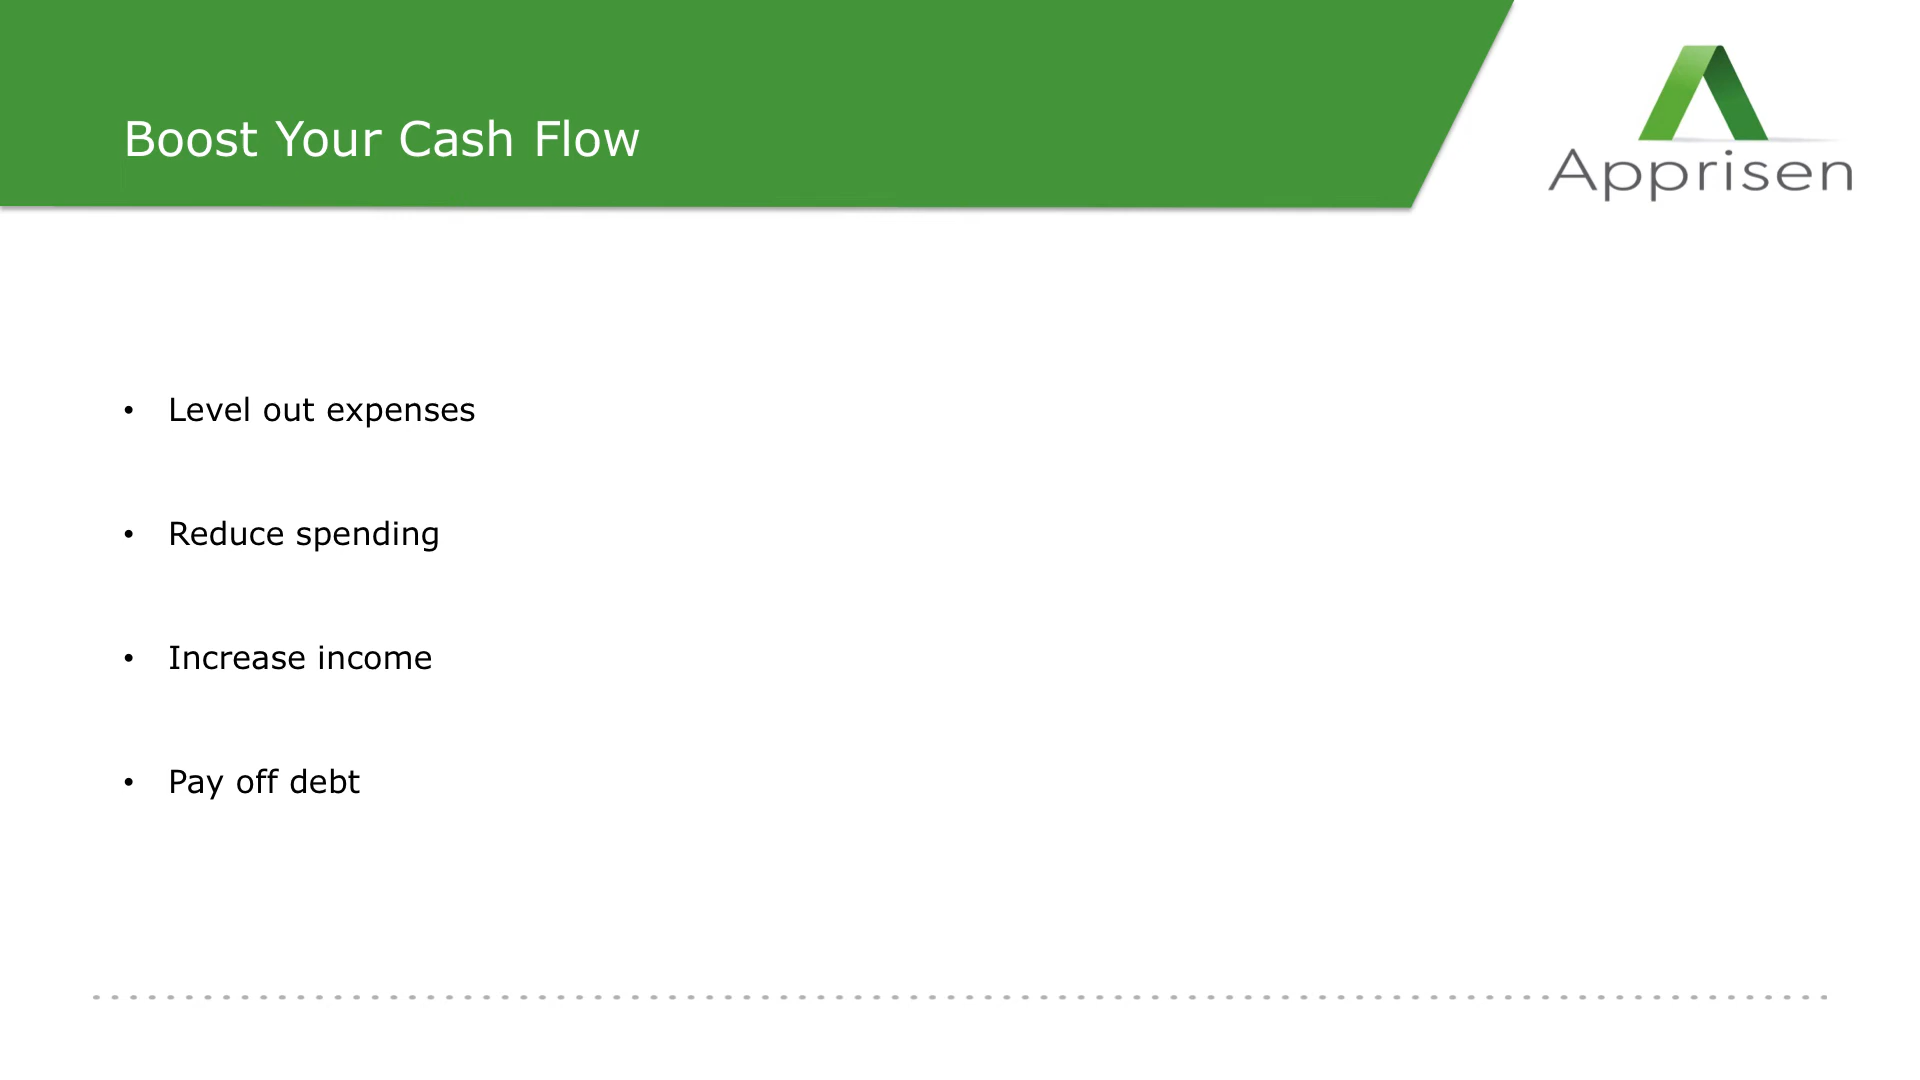 Boost Your Cash Flow
Apprisen
• Level out expenses
• Reduce spending
• Increase income
• Pay off debt